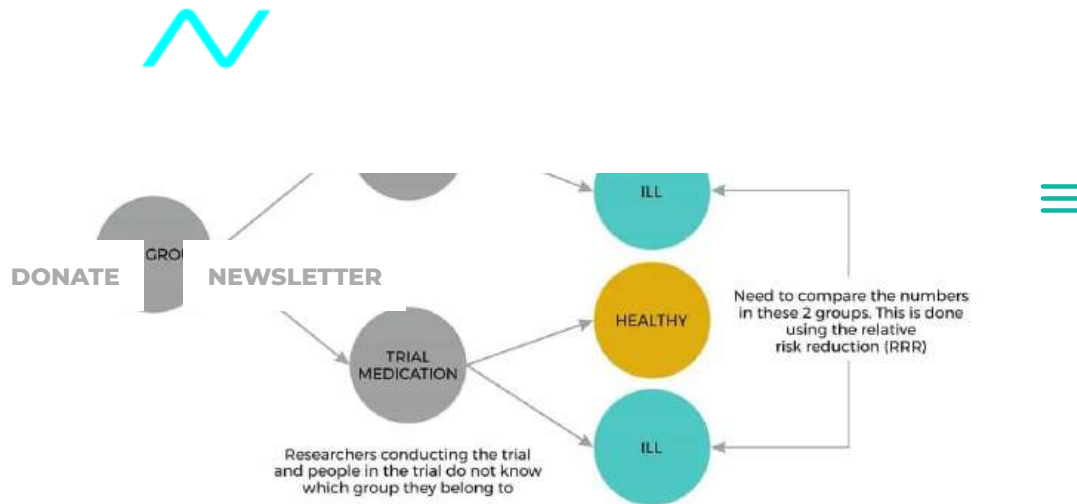 ILL
DONATE
NEWSLETTER
HEALTHY
Need to compare the numbers
in these 2 groups. This is done
using the relative
risk reduction (RRR)
TRIAL
MEDICATION
ILL
Researchers conducting the trial
and people in the trial do not know
which group they belong to